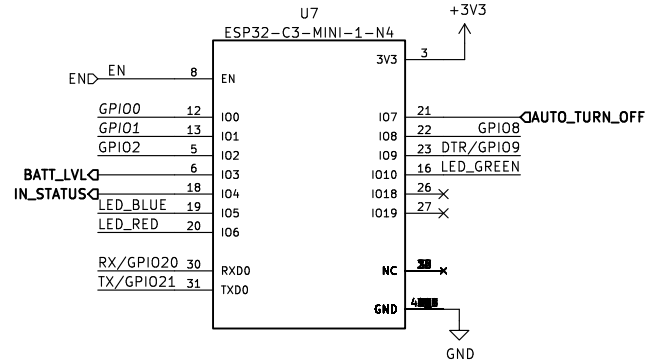 U7
ESP32-C3-MINI-1-N4
+3V3
3V3 3
EN EN 8 EN
GPIO0 12 IO0
GPIO1 13 IO1
GPIO2 5 IO2
BATT_LVL 6 IO3
IN_STATUS 18 IO4
LED_BLUE 19 IO5
LED_RED 20 IO6
RX/GPIO20 30 RXD0
TX/GPIO21 31 TXD0
IO7 21 AUTO_TURN_OFF
IO8 22 GPIO8
IO9 23 DTR/GPIO9
IO10 16 LED_GREEN
IO18 26
IO19 27
NC
GND
GND